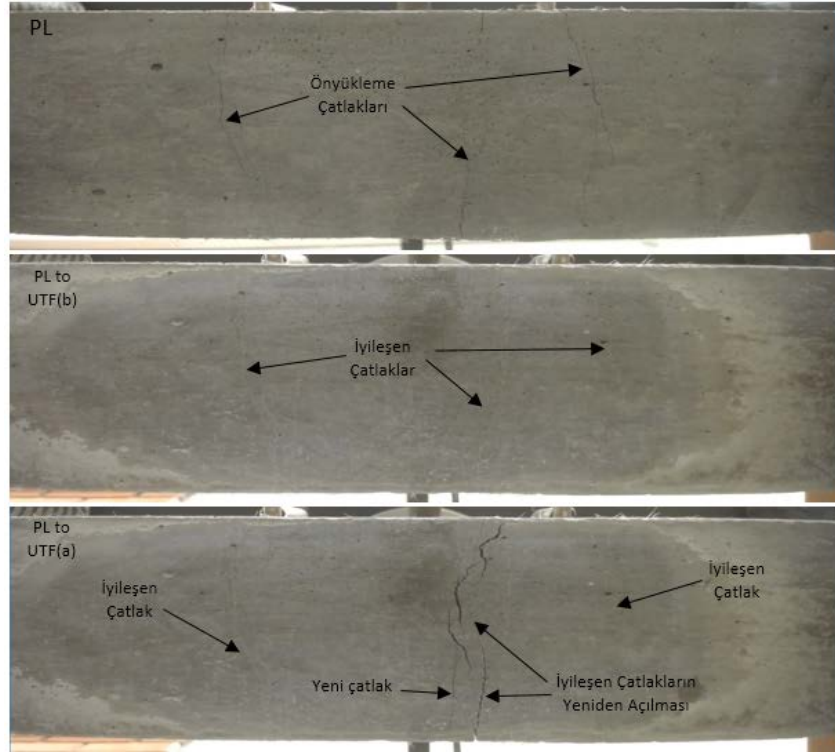 PL
Önyükleme
Çatlakları
PL to
UTF(b)
İyileşen
Çatlaklar
PL to
UTF(a)
İyileşen
Çatlak
İyileşen
Çatlak
Yeni çatlak
İyileşen Çatlakların
Yeniden Açılması